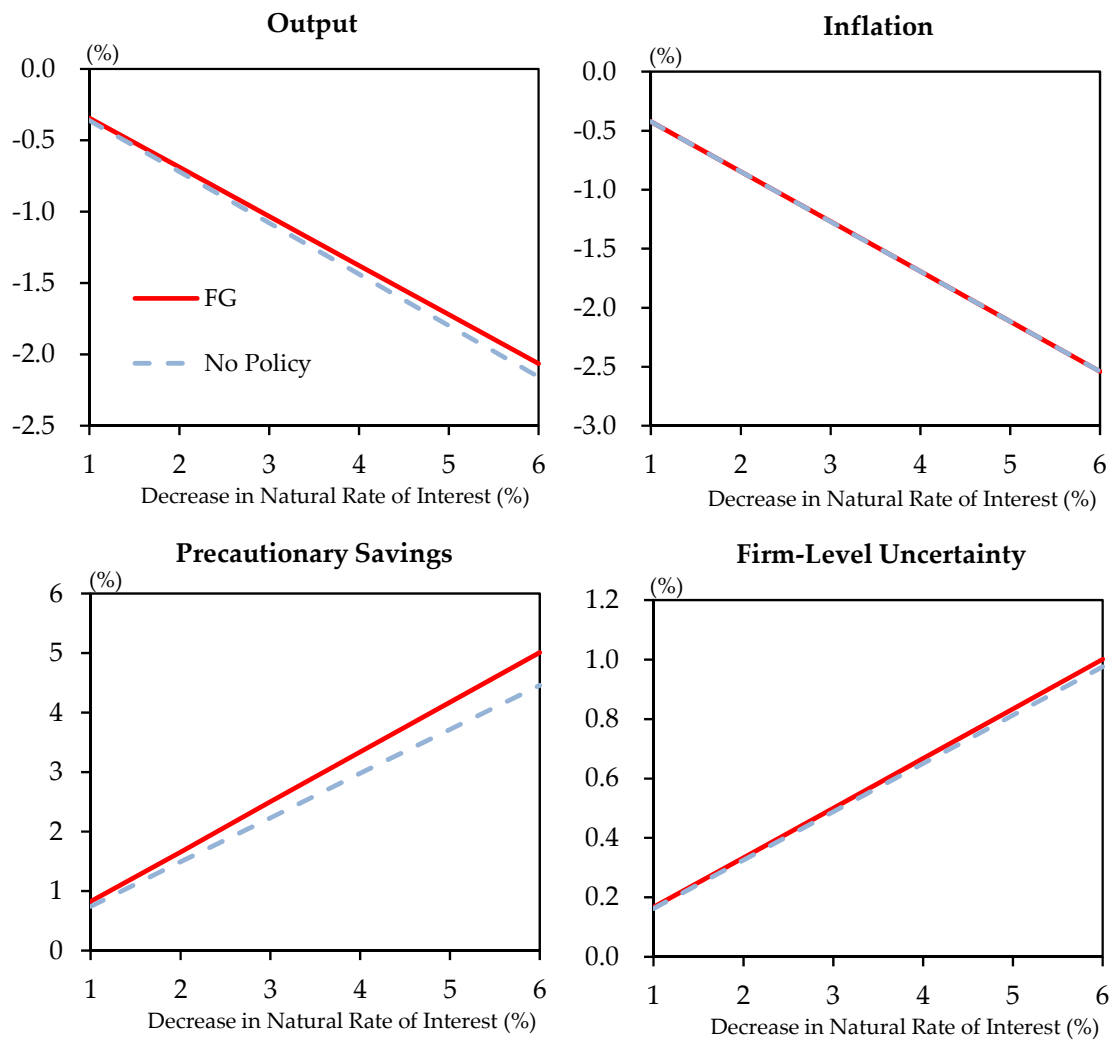 Output
(%)
0.0
-0.5
-1.0
-1.5
-2.0
-2.5
FG
No Policy
1 2 3 4 5 6
Decrease in Natural Rate of Interest (%)
Inflation
(%)
0.0
-0.5
-1.0
-1.5
-2.0
-2.5
-3.0
1 2 3 4 5 6
Decrease in Natural Rate of Interest (%)
Precautionary Savings
(%)
6
5
4
3
2
1
0
1 2 3 4 5 6
Decrease in Natural Rate of Interest (%)
Firm-Level Uncertainty
(%)
1.2
1.0
0.8
0.6
0.4
0.2
0.0
1 2 3 4 5 6
Decrease in Natural Rate of Interest (%)